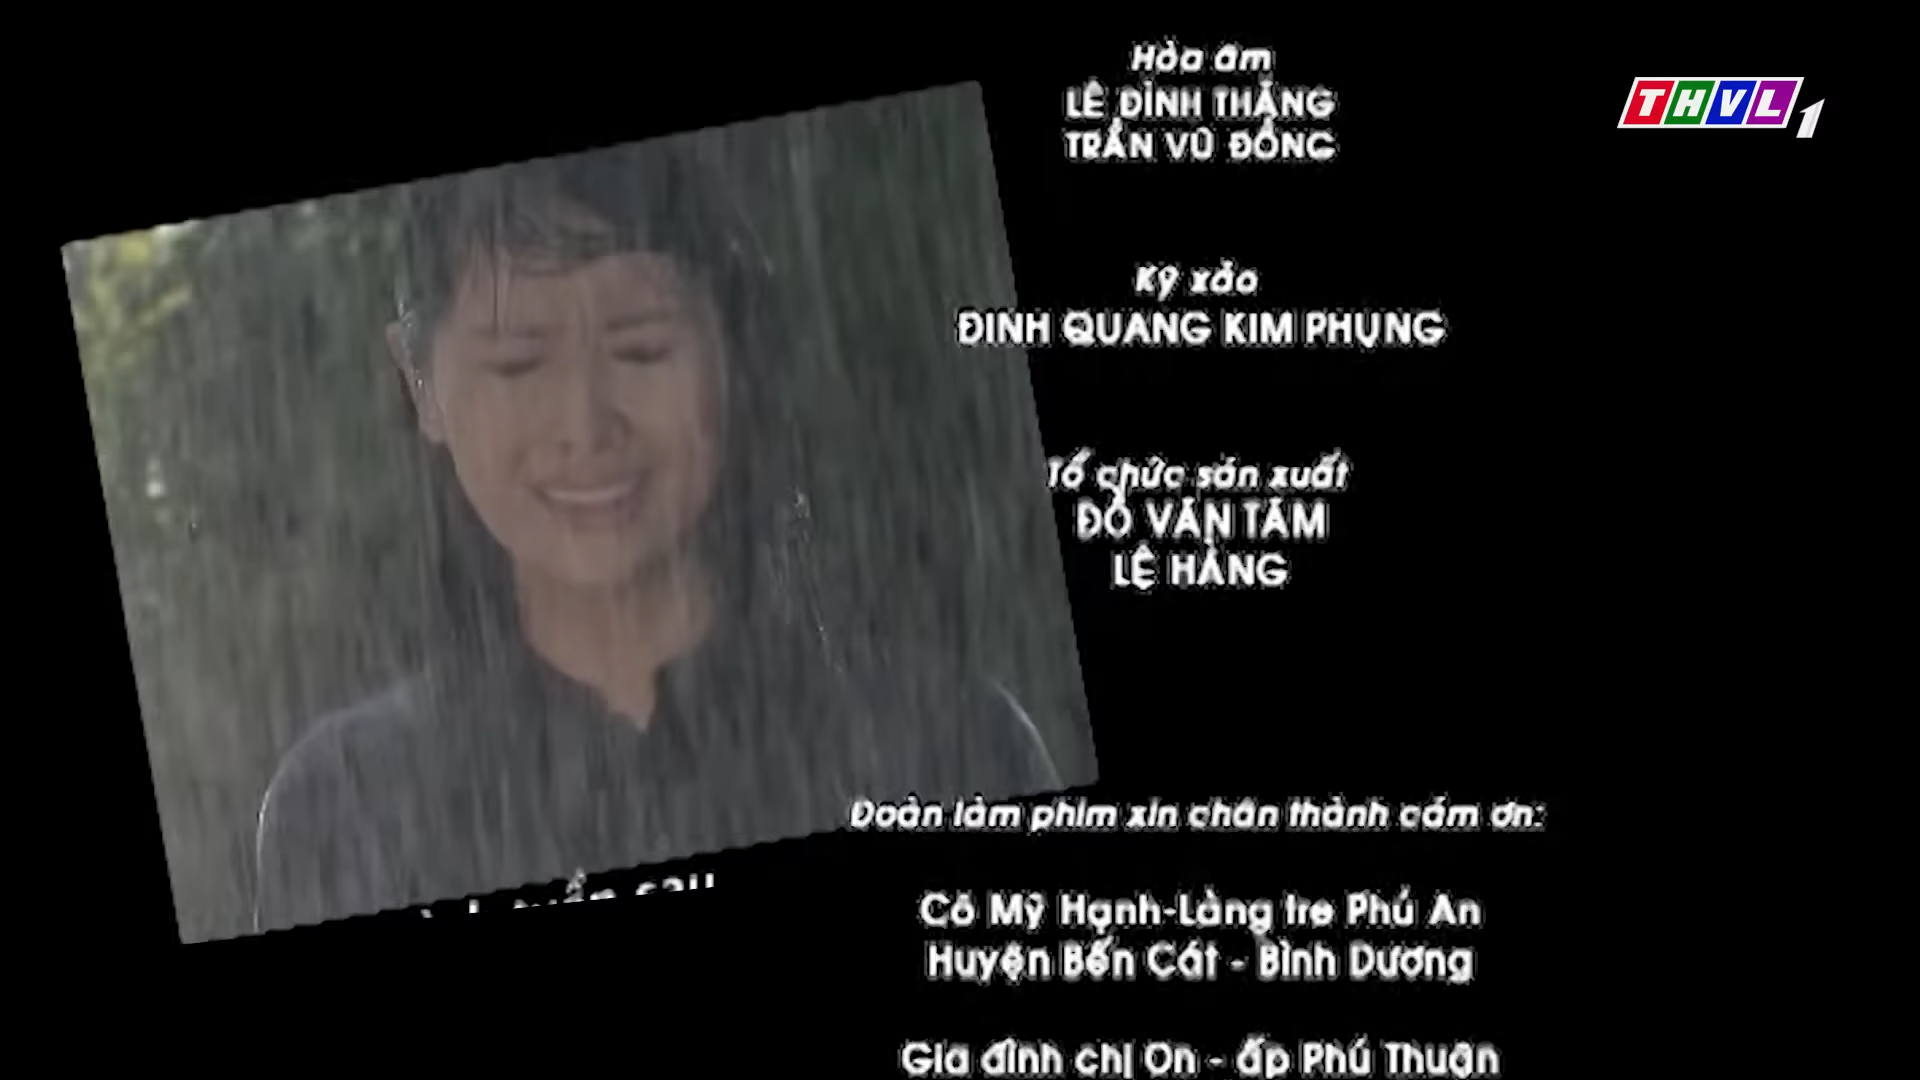 Hòa âm
LÊ ĐÌNH THẮNG
TRẦN VŨ ĐỒNG
THVL1
Kỹ xảo
ĐINH QUANG KIM PHỤNG
Tổ chức sản xuất
ĐỖ VĂN TÂM
LỆ HẰNG
Đoàn làm phim xin chân thành cảm ơn:
Cô Mỹ Hạnh-Làng tre Phú An
Huyện Bến Cát - Bình Dương
Gia đình chị On - ấp Phú Thuận